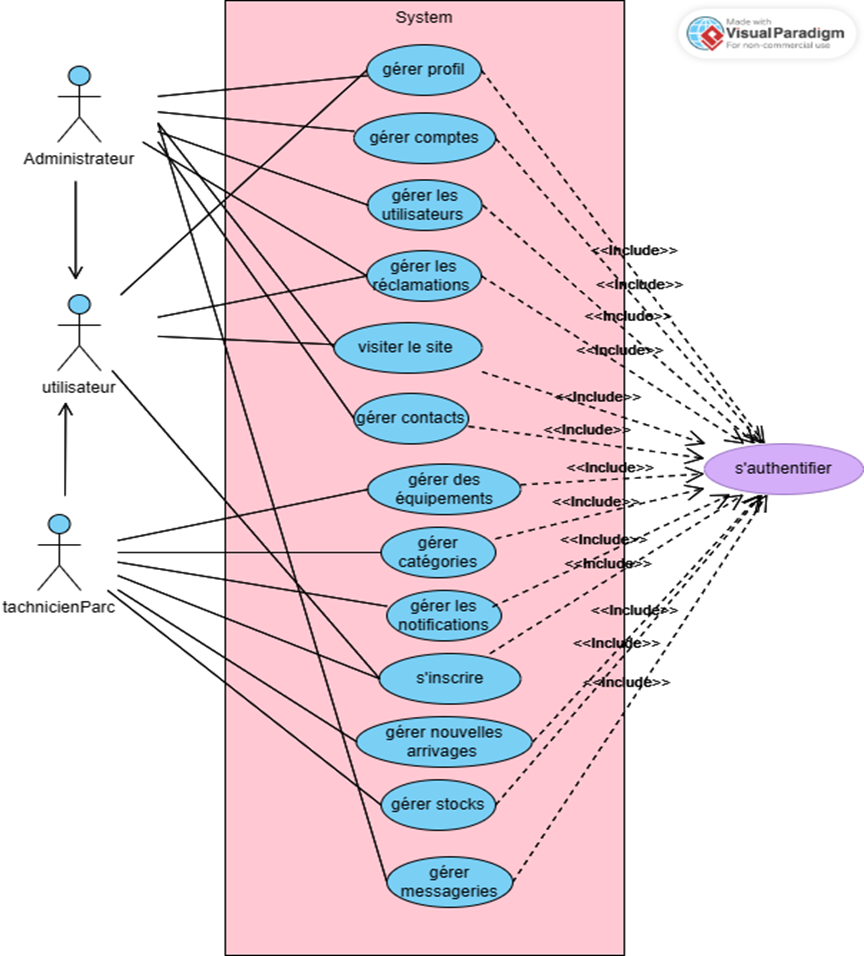 System
Made with
VisualParadigm
For non-commercial use
gérer profil
gérer comptes
Administrateur
gérer les
utilisateurs
<<Include>>
gérer les
réclamations
<<Include>>
<<Include>>
visiter le site
<<Include>>
utilisateur
<<Include>>
gérer contacts
<<Include>>
s'authentifier
<<Include>>
gérer des
équipements
<<Include>>
gérer
catégories
<<Include>>
<<Include>>
tachnicienParc
gérer les
notifications
<<Include>>
<<Include>>
s'inscrire
<<Include>>
gérer nouvelles
arrivages
gérer stocks
gérer
messageries